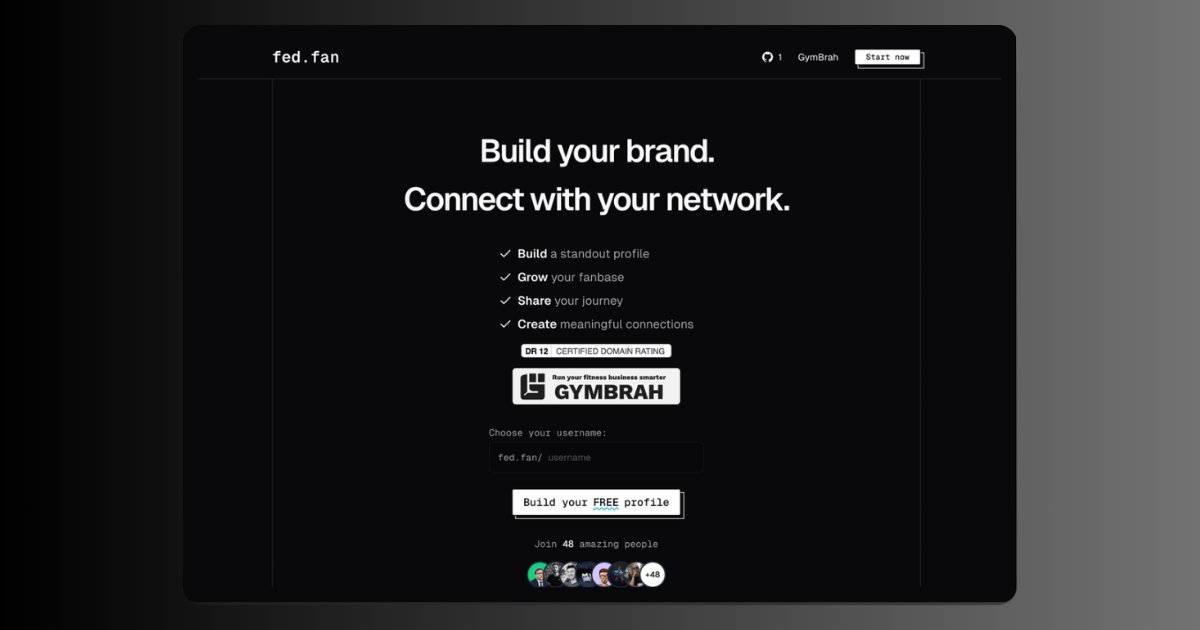 fed.fan
1 GymBrah Start now
Build your brand.
Connect with your network.
Build a standout profile
Grow your fanbase
Share your journey
Create meaningful connections
DR 12 CERTIFIED DOMAIN RATING
Run your fitness business smarter
GYMBRAH
Choose your username:
fed.fan/ username
Build your FREE profile
Join 48 amazing people
+48